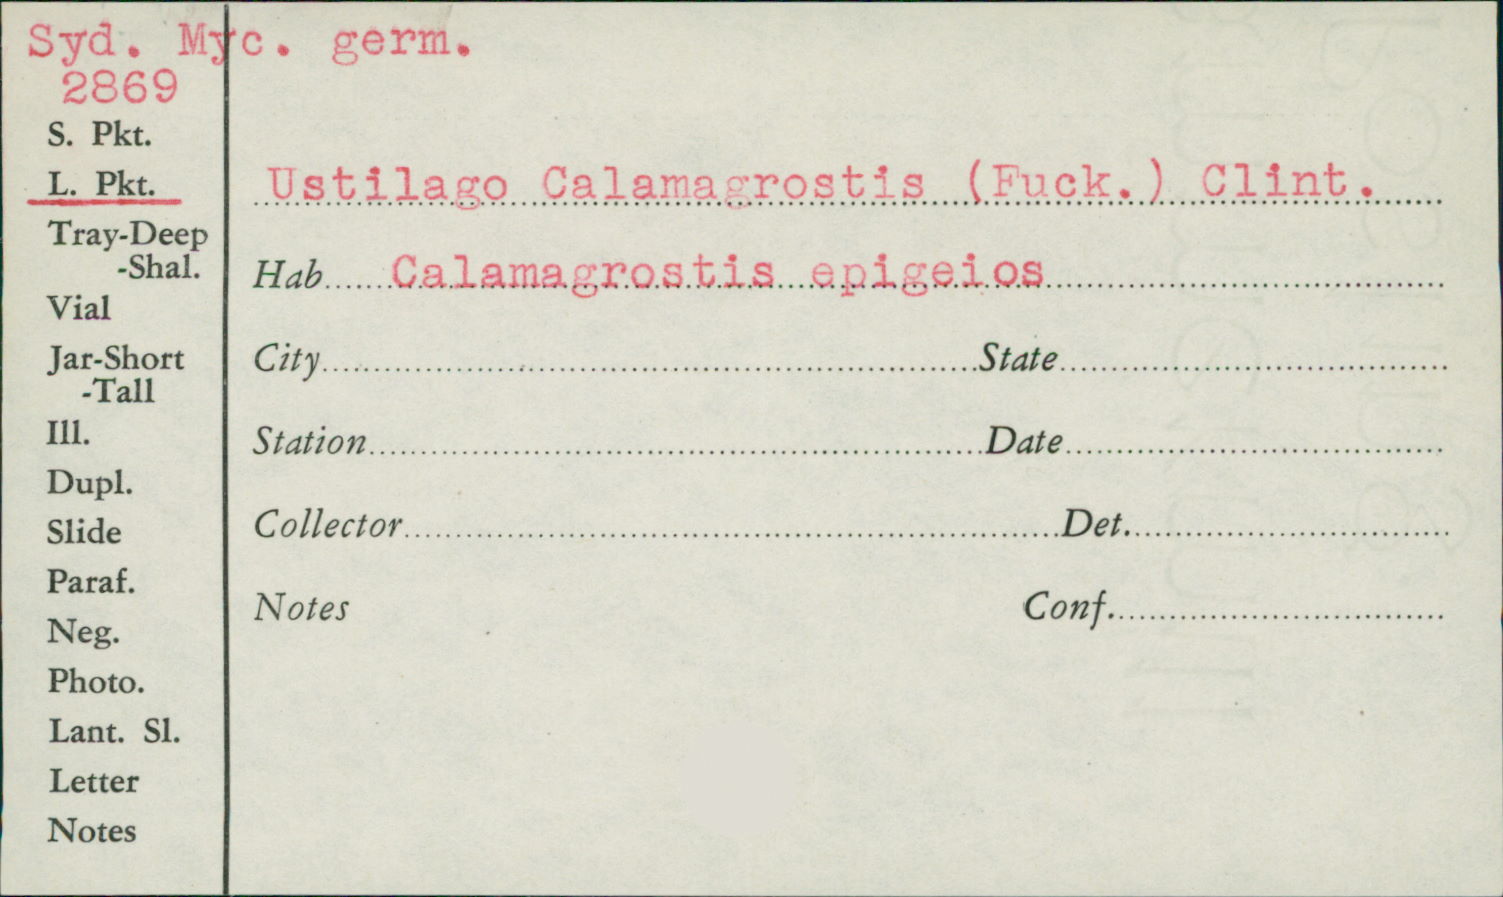 Syd. Myc. germ.
2869
S. Pkt.
L. Pkt.
Tray-Deep
-Shal.
Vial
Jar-Short
-Tall
Ill.
Dupl.
Slide
Paraf.
Neg.
Photo.
Lant. Sl.
Letter
Notes
Ustilago Calamagrostis (Fuck.) Clint.
Hab Calamagrostis epigeios
City State
Station Date
Collector Det.
Notes Conf.